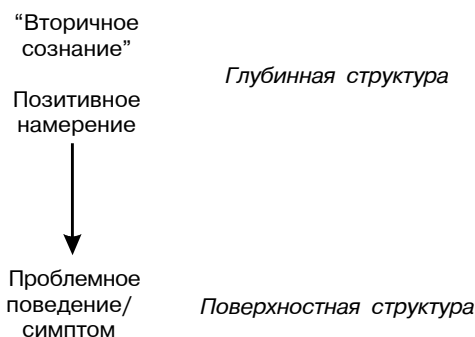 “Вторичное
сознание”
Глубинная структура
Позитивное
намерение
Проблемное
поведение/
симптом
Поверхностная структура